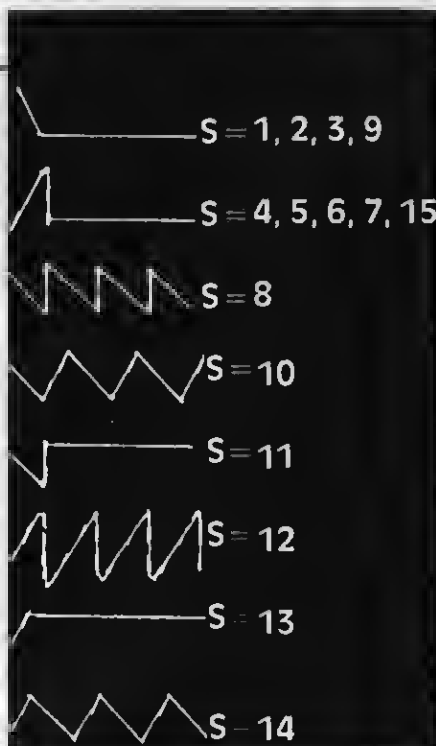 S = 1, 2, 3, 9
S = 4, 5, 6, 7, 15
S = 8
S = 10
S = 11
S = 12
S = 13
S - 14